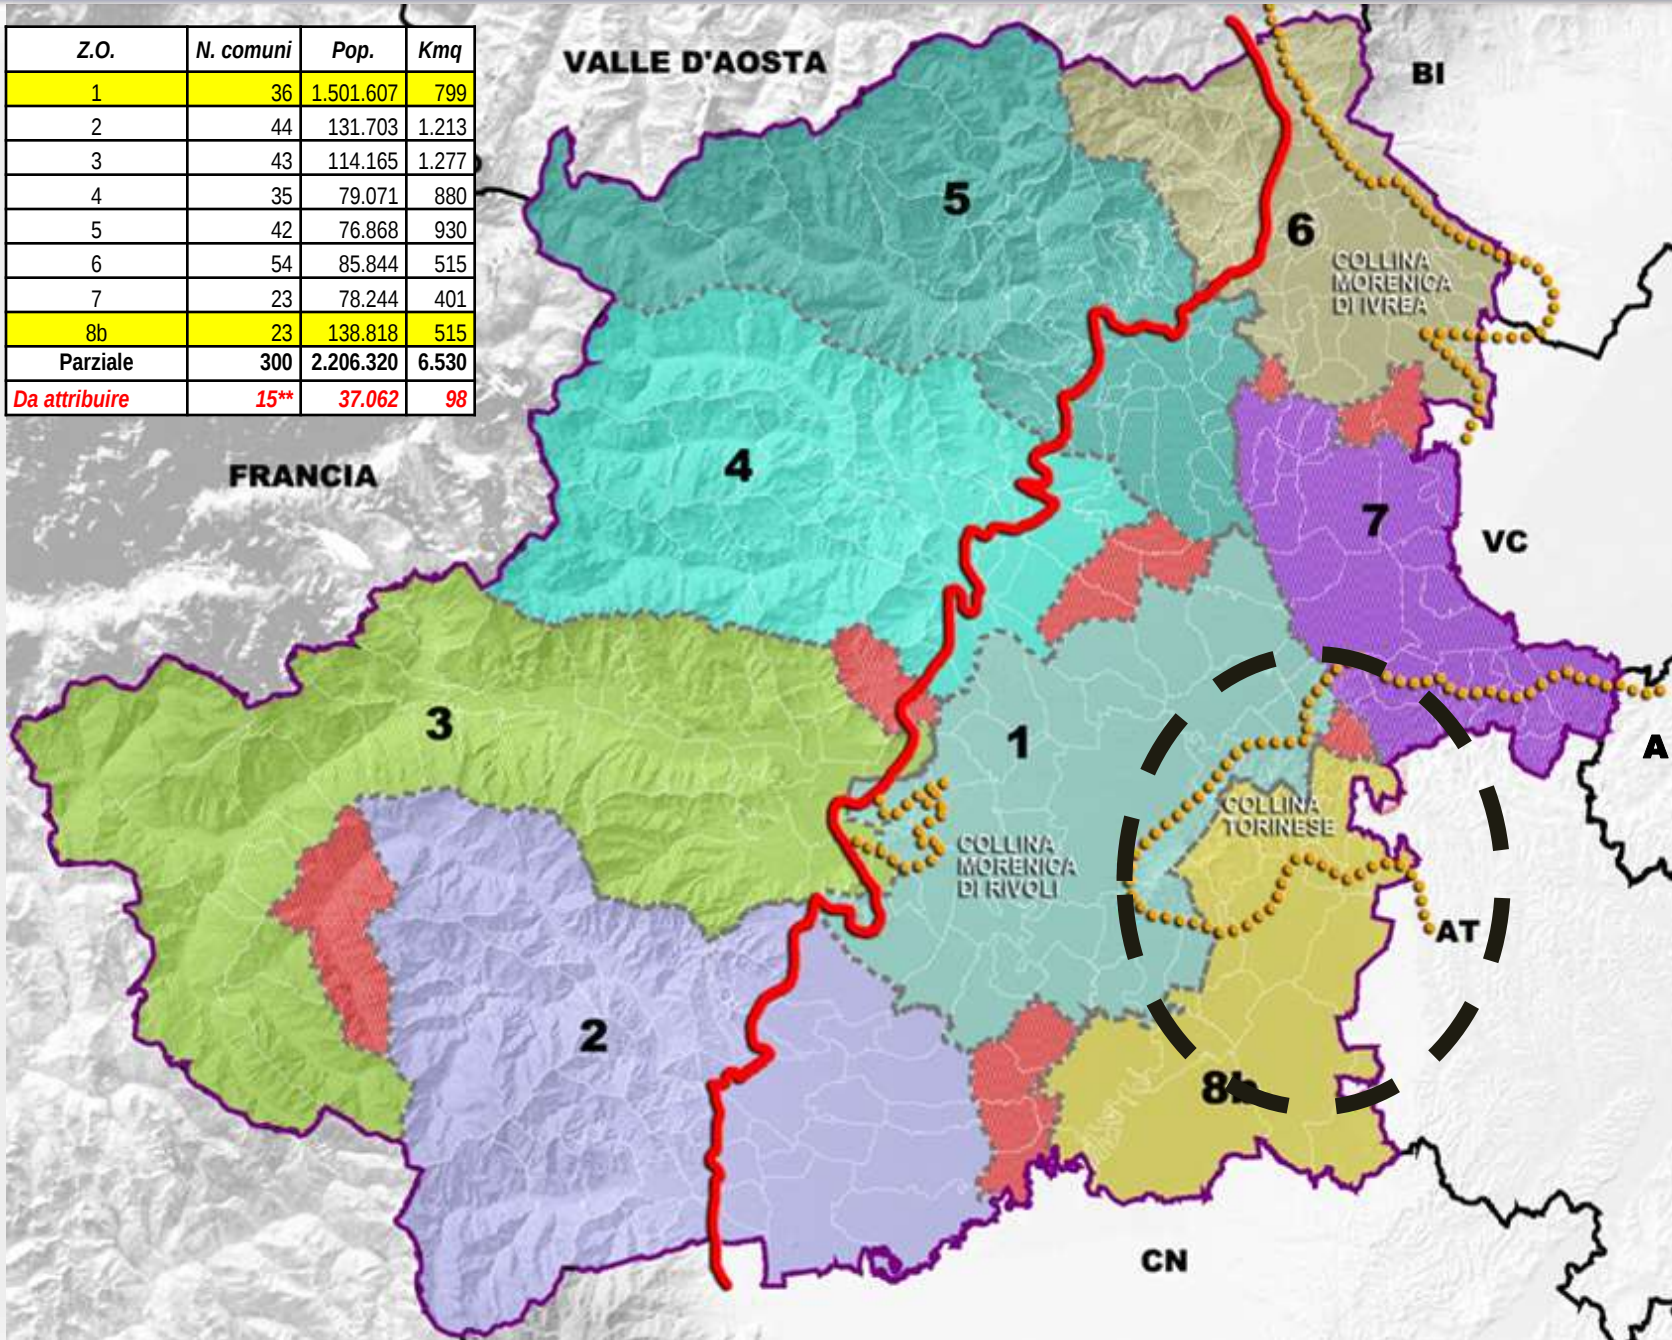 Z.O. N. comuni Pop. Kmq
1 36 1.501.607 799
2 44 131.703 1.213
3 43 114.165 1.277
4 35 79.071 880
5 42 76.868 930
6 54 85.844 515
7 23 78.244 401
8b 23 138.818 515
Parziale 300 2.206.320 6.530
Da attribuire 15** 37.062 98
VALLE D'AOSTA
BI
5
6
COLLINA
MORENICA
DI IVREA
FRANCIA
4
7
VC
3
1
A
COLLINA
TORINESE
COLLINA
MORENICA
DI RIVOLI
AT
2
8b
CN